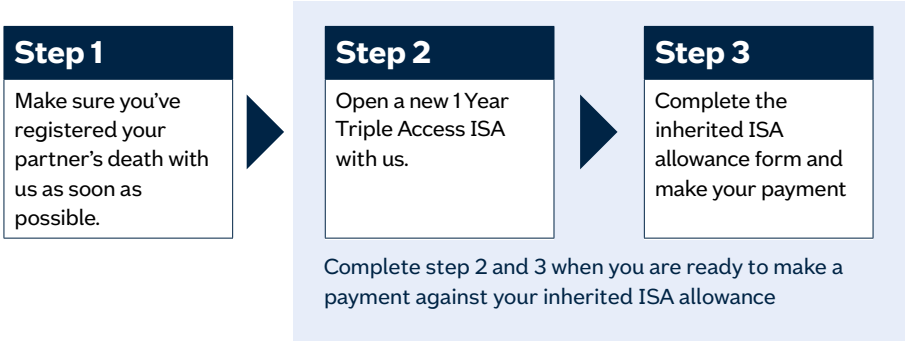 Step 1
Make sure you've
registered your
partner's death with
us as soon as
possible.
Step 2
Open a new 1 Year
Triple Access ISA
with us.
Step 3
Complete the
inherited ISA
allowance form and
make your payment
Complete step 2 and 3 when you are ready to make a
payment against your inherited ISA allowance